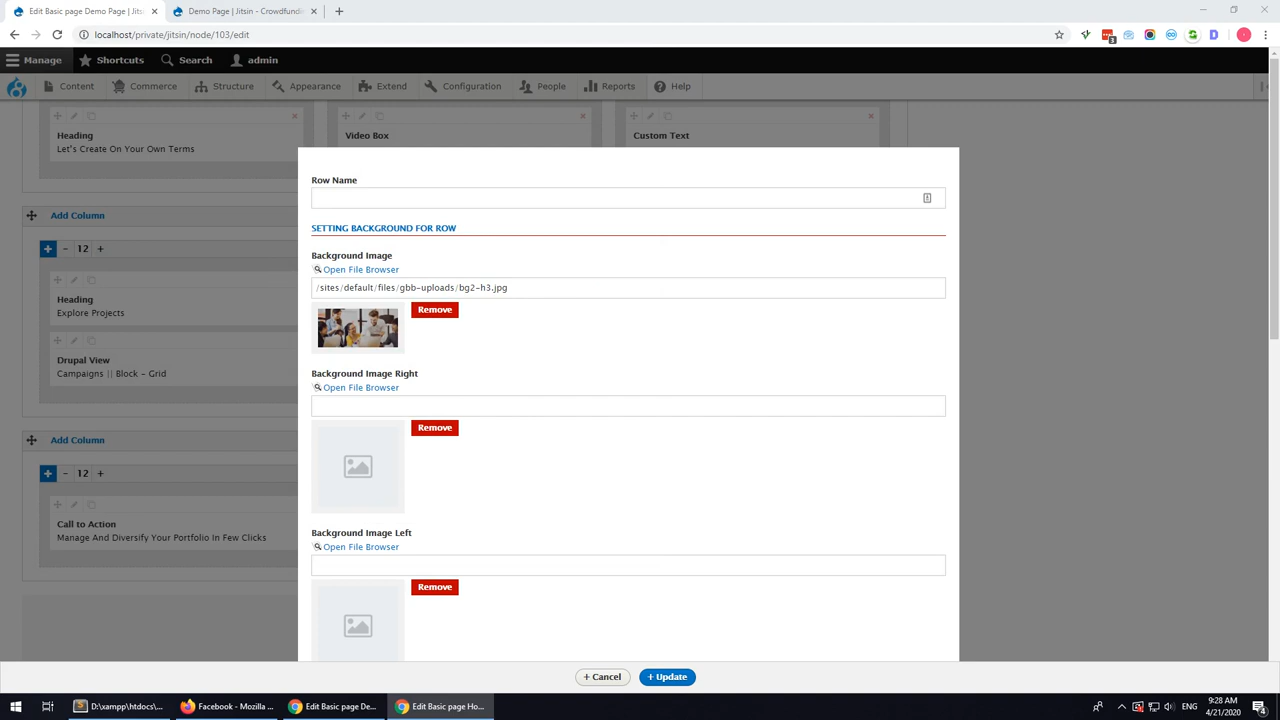 Edit Basic page Demo Page | Jitsi
Demo Page | Jitsin - Crowdfundin
localhost/private/jitsin/node/103/edit
3
Manage
Shortcuts
Search
admin
Content
Commerce
Structure
Appearance
Extend
Configuration
People
Reports
Help
Heading
Let's Create On Your Own Terms
Video Box
Custom Text
Add Column
12
Heading
Explore Projects
Drupal View
Campaigns || Block - Grid
Add Column
12
Call to Action
Manage And Diversify Your Portfolio In Few Clicks
Row Name
SETTING BACKGROUND FOR ROW
Background Image
Open File Browser
/sites/default/files/gbb-uploads/bg2-h3.jpg
Remove
Background Image Right
Open File Browser
Remove
Background Image Left
Open File Browser
Remove
+ Cancel
+ Update
D:\xampp\htdocs\...
Facebook - Mozilla ...
Edit Basic page De...
Edit Basic page Ho...
ENG
9:28 AM
4/21/2020
4